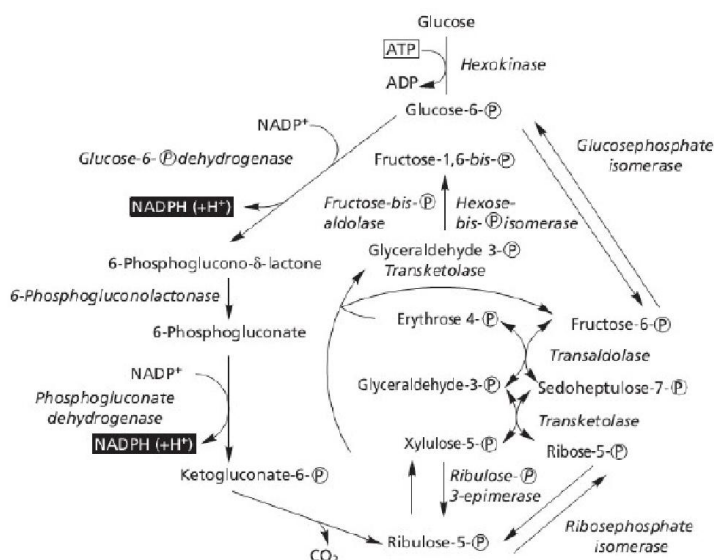 Glucose
ATP
ADP
Hexokinase
Glucose-6-Ⓟ
NADP⁺
Glucose-6-Ⓟ dehydrogenase
NADPH (+H⁺)
Glucosephosphate
isomerase
Fructose-1,6-bis-Ⓟ
Fructose-bis-Ⓟ
aldolase
Hexose-
bis-Ⓟ isomerase
6-Phosphoglucono-δ-lactone
Glyceraldehyde 3-Ⓟ
Transketolase
6-Phosphogluconolactonase
6-Phosphogluconate
Erythrose 4-Ⓟ
Fructose-6-Ⓟ
Transaldolase
NADP⁺
Phosphogluconate
dehydrogenase
NADPH (+H⁺)
Glyceraldehyde-3-Ⓟ
Sedoheptulose-7-Ⓟ
Transketolase
Xylulose-5-Ⓟ
Ribose-5-Ⓟ
Ketogluconate-6-Ⓟ
Ribulose-Ⓟ
3-epimerase
CO₂
Ribulose-5-Ⓟ
Ribosephosphate
isomerase